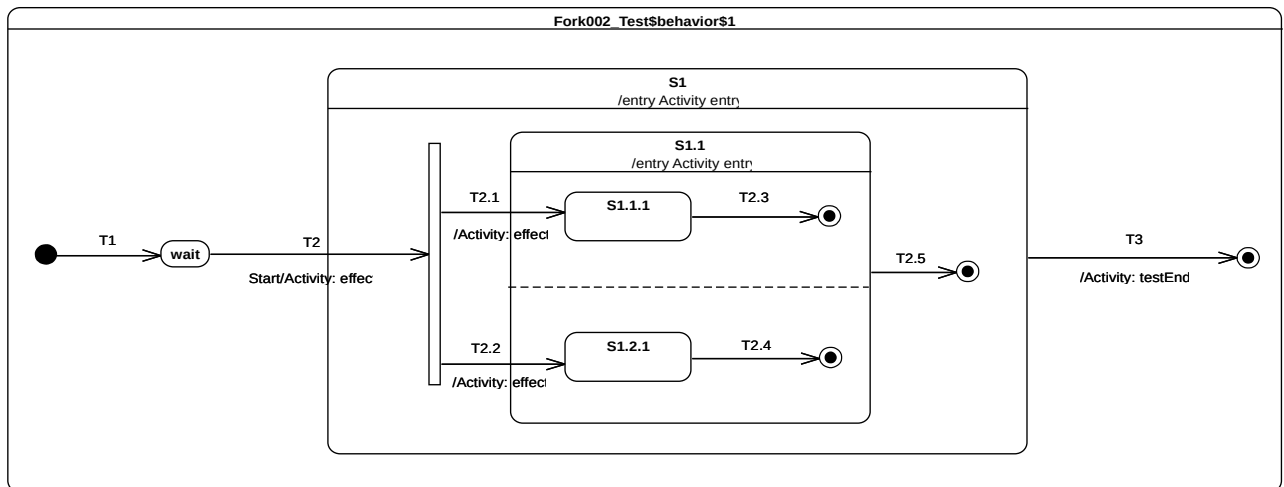 Fork002_Test$behavior$1
S1
/entry Activity entry
S1.1
/entry Activity entry
T2.1
S1.1.1
T2.3
/Activity: effect
T1
wait
T2
Start/Activity: effec
T2.5
T3
/Activity: testEnd
T2.2
S1.2.1
T2.4
/Activity: effect